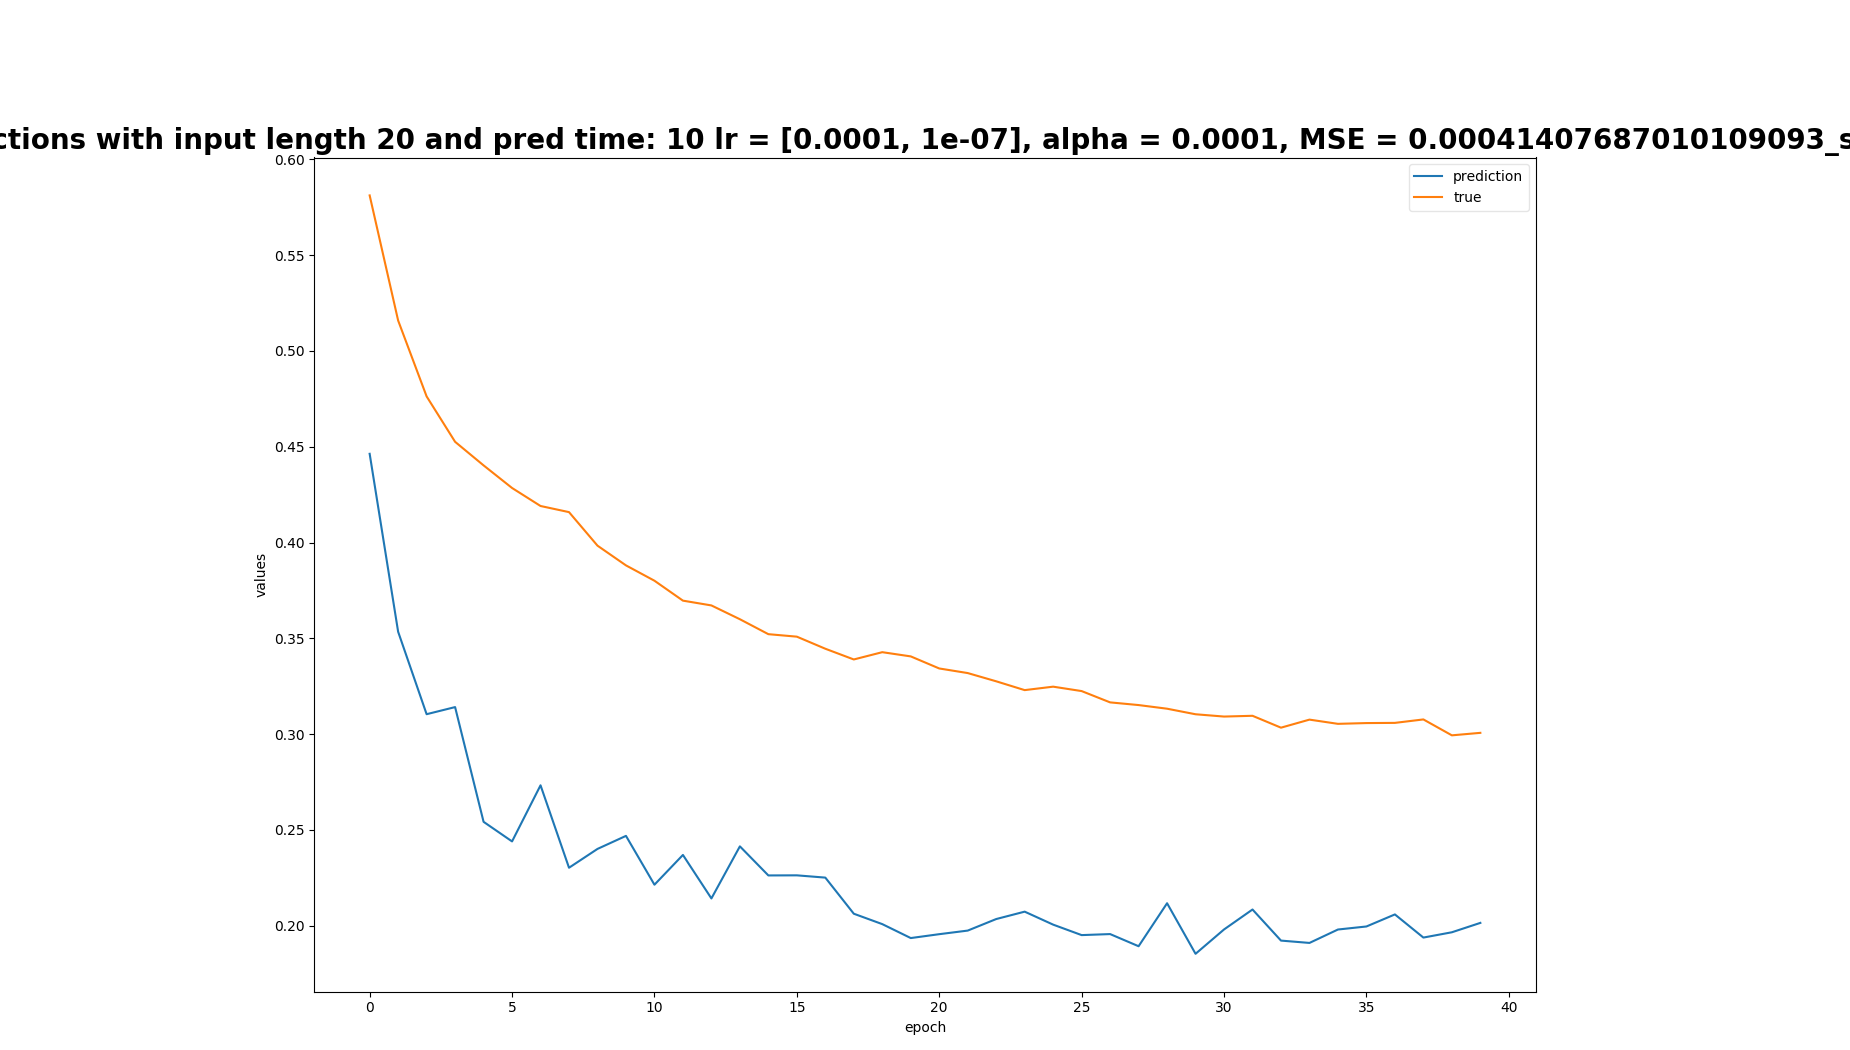 ctions with input length 20 and pred time: 10 lr = [0.0001, 1e-07], alpha = 0.0001, MSE = 0.00041407687010109093_s
prediction
true
0.60
0.55
0.50
0.45
0.40
0.35
0.30
0.25
0.20
values
0 5 10 15 20 25 30 35 40
epoch